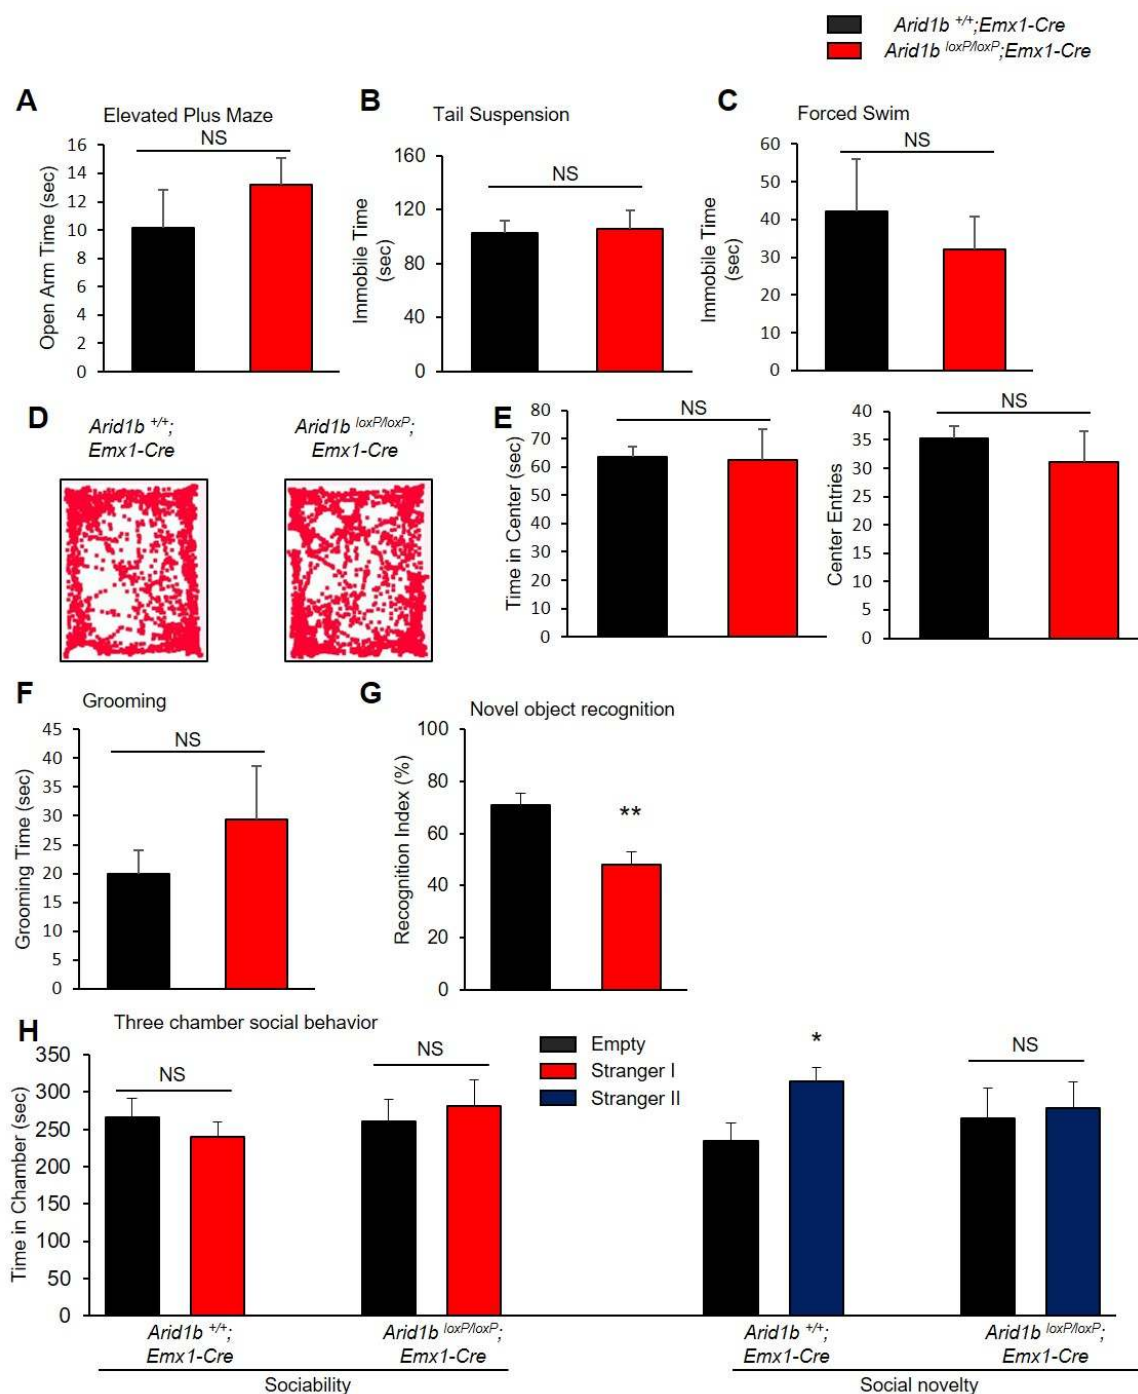 Arid1b +/+;Emx1-Cre
Arid1b loxP/loxP;Emx1-Cre
A
Elevated Plus Maze
NS
Open Arm Time (sec)
16
14
12
10
8
6
4
2
0
B
Tail Suspension
NS
Immobile Time
(sec)
160
120
80
40
0
C
Forced Swim
NS
Immobile Time
(sec)
60
50
40
30
20
10
0
D
Arid1b +/+;
Emx1-Cre
Arid1b loxP/loxP;
Emx1-Cre
E
NS
Time in Center (sec)
80
70
60
50
40
30
20
10
0
NS
Center Entries
40
35
30
25
20
15
10
5
0
F
Grooming
NS
Grooming Time (sec)
45
40
35
30
25
20
15
10
5
0
G
Novel object recognition
Recognition Index (%)
100
80
60
40
20
0
**
H
Three chamber social behavior
Time in Chamber (sec)
350
300
250
200
150
100
50
0
NS
NS
Empty
Stranger I
Stranger II
*
NS
Arid1b +/+;
Emx1-Cre
Arid1b loxP/loxP;
Emx1-Cre
Arid1b +/+;
Emx1-Cre
Arid1b loxP/loxP;
Emx1-Cre
Sociability
Social novelty